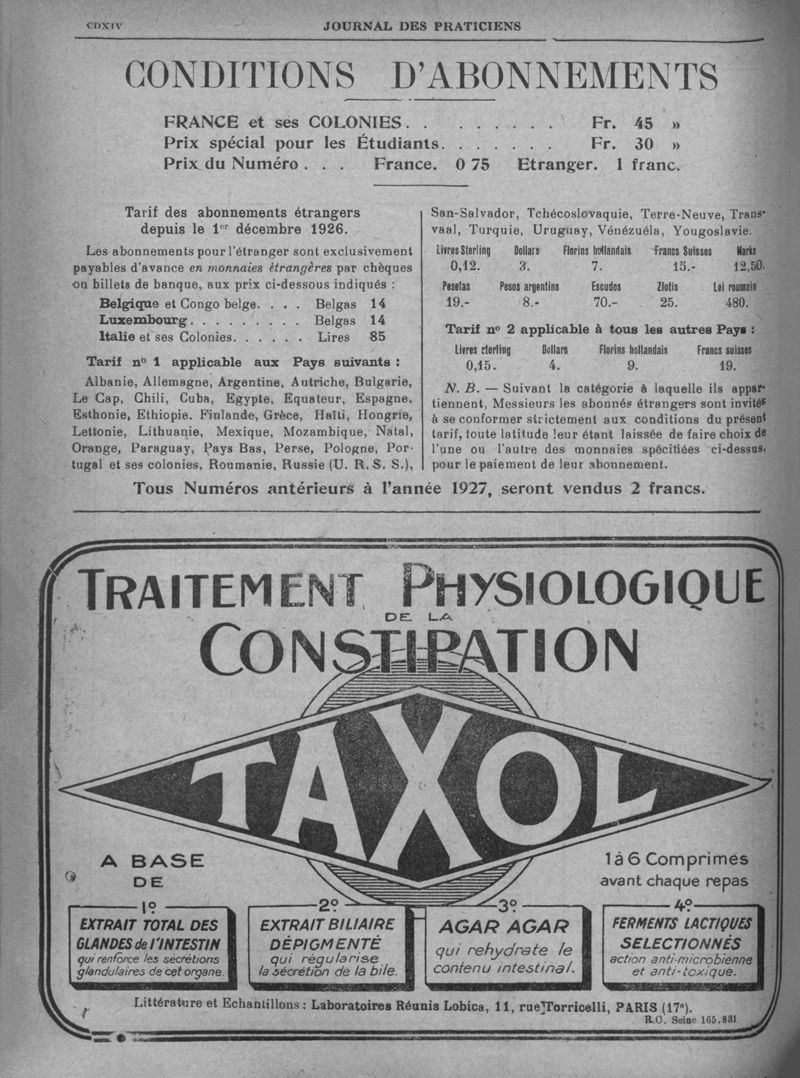 CDXIV
JOURNAL DES PRATICIENS
CONDITIONS D'ABONNEMENTS
FRANCE et ses COLONIES. . . . . . . . . Fr. 45 »
Prix spécial pour les Étudiants. . . . . . . Fr. 30 »
Prix du Numéro . . . France. 0 75 Etranger. 1 franc.
Tarif des abonnements étrangers
depuis le 1er décembre 1926.
Les abonnements pour l'étranger sont exclusivement
payables d'avance en monnaies étrangères par chèques
ou billets de banque, aux prix ci-dessous indiqués :
Belgique et Congo belge. . . . Belgas 14
Luxembourg. . . . . . . . . Belgas 14
Italie et ses Colonies. . . . . . Lires 85
Tarif no 1 applicable aux Pays suivants :
Albanie, Allemagne, Argentine, Autriche, Bulgarie,
Le Cap, Chili, Cuba, Egypte, Equateur, Espagne,
Esthonie, Ethiopie. Finlande, Grèce, Haïti, Hongrie,
Lettonie, Lithuanie, Mexique, Mozambique, Natal,
Orange, Paraguay, Pays Bas, Perse, Pologne, Por-
tugal et ses colonies, Roumanie, Russie (U. R. S. S.),
San-Salvador, Tchécoslovaquie, Terre-Neuve, Trans-
vaal, Turquie, Uruguay, Vénézuéla, Yougoslavie.
Livres Sterling Dollars Florins hollandais Francs Suisses Marks
0,12. 3. 7. 15.- 12,50.
Pesetas Pesos argentins Escudos Zlotis Lei roumain
19.- 8.- 70.- 25. 480.
Tarif no 2 applicable à tous les autres Pays :
Livres cterling Dollars Florins hollandais Francs suisses
0,15. 4. 9. 19.
N. B. — Suivant la catégorie à laquelle ils appar-
tiennent, Messieurs les abonnés étrangers sont invités
à se conformer strictement aux conditions du présent
tarif, toute latitude leur étant laissée de faire choix de
l'une ou l'autre des monnaies spécitiées ci-dessus,
pour le paiement de leur abonnement.
Tous Numéros antérieurs à l'année 1927, seront vendus 2 francs.
TRAITEMENT PHYSIOLOGIQUE
DE LA
CONSTIPATION
TAXOL
A BASE
DE
1 à 6 Comprimés
avant chaque repas
1o
EXTRAIT TOTAL DES
GLANDES de l'INTESTIN
qui renforce les sécrétions
glandulaires de cet organe.
2o
EXTRAIT BILIAIRE
DÉPIGMENTÉ
qui régularise
la sécrétion de la bile.
3o
AGAR AGAR
qui rehydrate le
contenu intestinal.
4o
FERMENTS LACTIQUES
SELECTIONNÉS
action anti-microbienne
et anti-toxique.
Littérature et Echantillons : Laboratoires Réunis Lobica, 11, rue Torricelli, PARIS (17e).
R.C. Seine 165.831